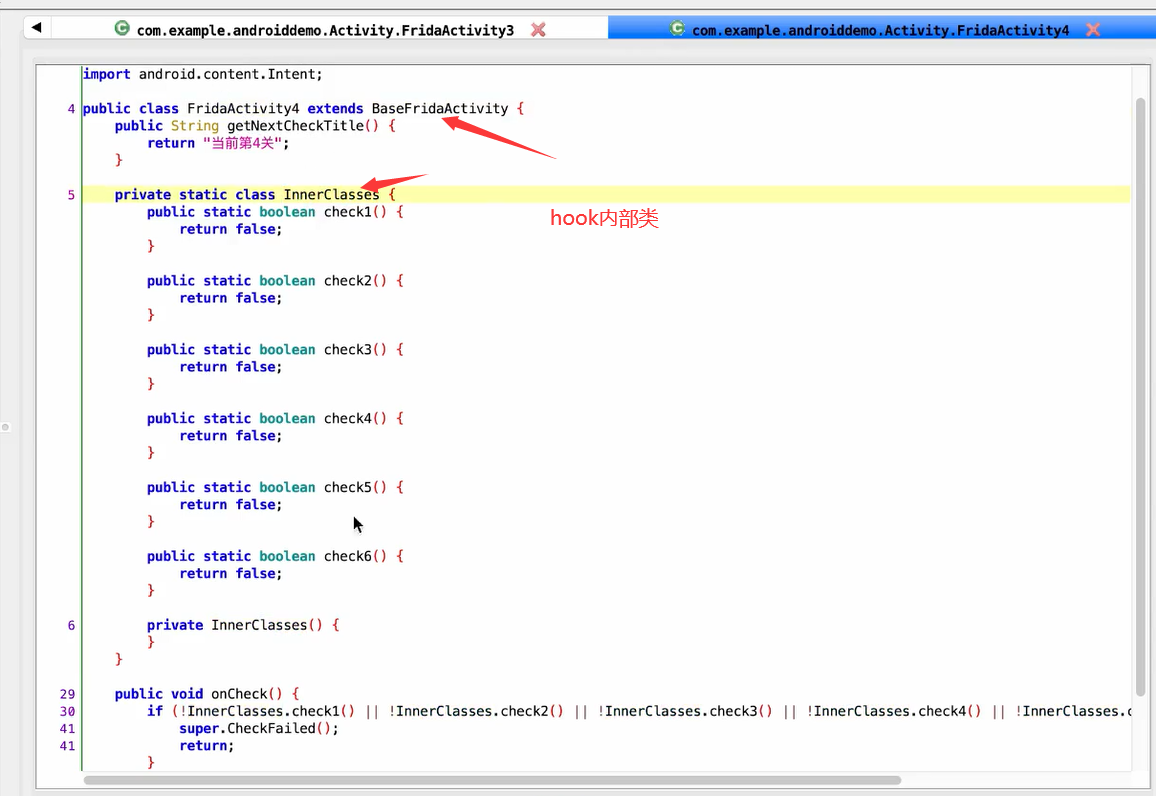 com.example.androiddemo.Activity.FridaActivity3 com.example.androiddemo.Activity.FridaActivity4
import android.content.Intent;
4 public class FridaActivity4 extends BaseFridaActivity {
public String getNextCheckTitle() {
return "当前第4关";
}
5 private static class InnerClasses {
public static boolean check1() {
hook内部类
return false;
}
public static boolean check2() {
return false;
}
public static boolean check3() {
return false;
}
public static boolean check4() {
return false;
}
public static boolean check5() {
return false;
}
public static boolean check6() {
return false;
}
6 private InnerClasses() {
}
}
29 public void onCheck() {
30 if (!InnerClasses.check1() || !InnerClasses.check2() || !InnerClasses.check3() || !InnerClasses.check4() || !InnerClasses.c
41 super.CheckFailed();
41 return;
}